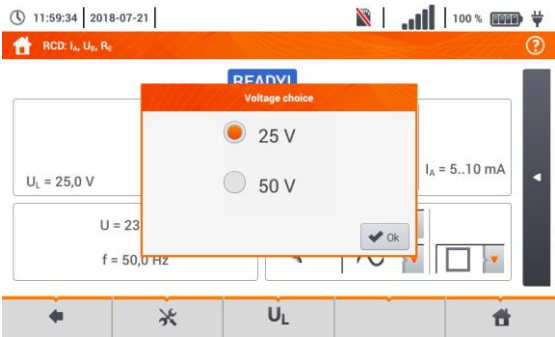 11:59:34 2018-07-21 100 %
RCD: IA, UB, RE
READY!
Voltage choice
25 V
50 V
UL = 25,0 V
IA = 5..10 mA
U = 23
Ok
f = 50,0 Hz
UL